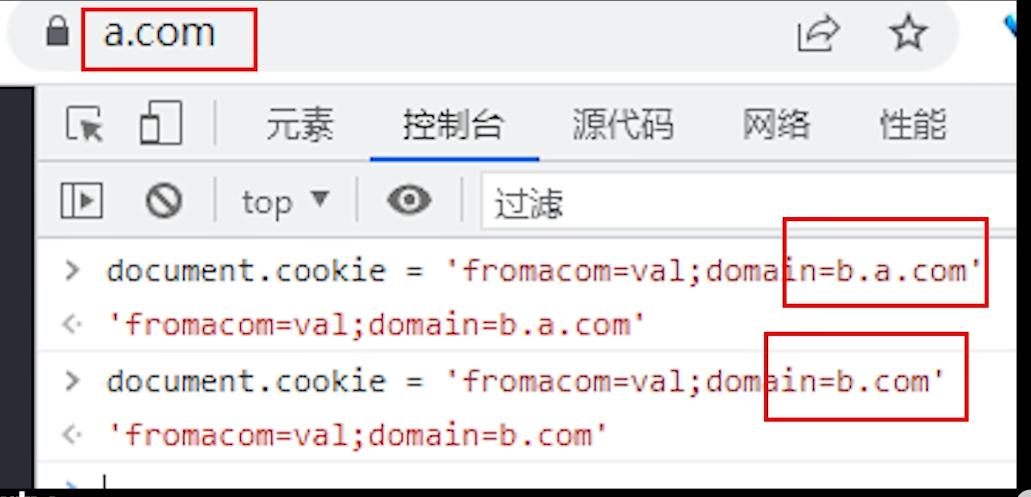 a.com
元素 控制台 源代码 网络 性能
top 过滤
document.cookie = 'fromacom=val;domain=b.a.com'
'fromacom=val;domain=b.a.com'
document.cookie = 'fromacom=val;domain=b.com'
'fromacom=val;domain=b.com'